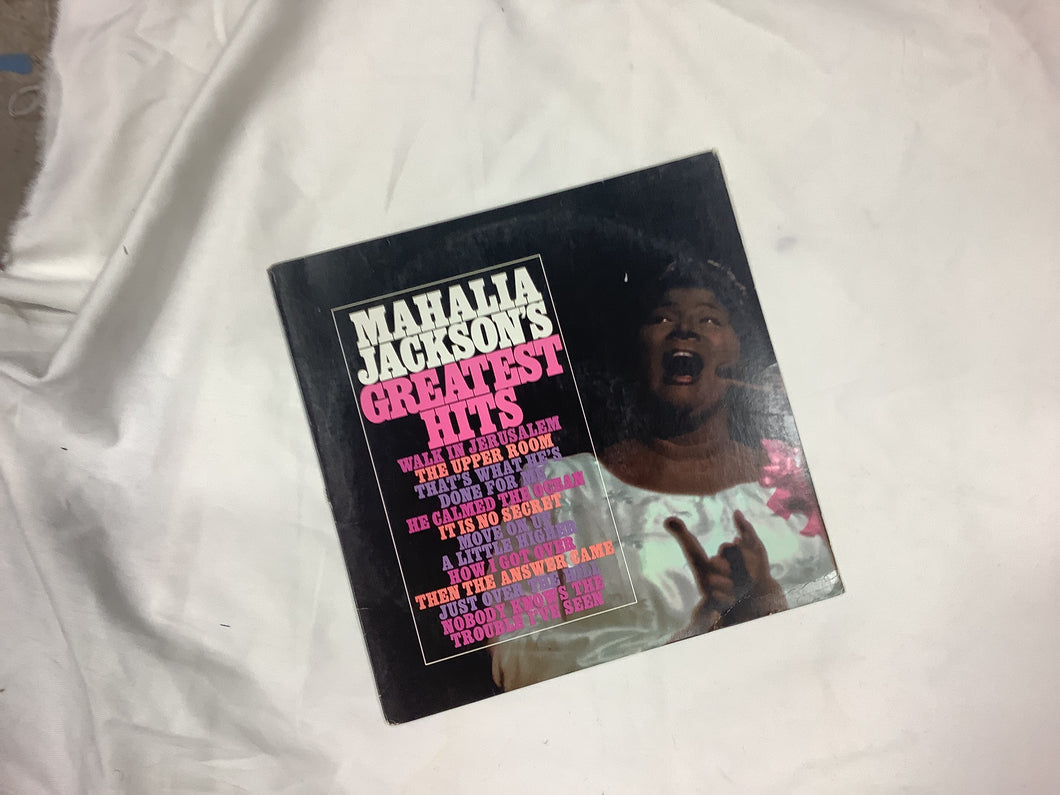 MAHALIA
JACKSON'S
GREATEST
HITS
WALK IN JERUSALEM
THE UPPER ROOM
THAT'S WHAT HE'S
DONE FOR ME
HE CALMED THE OCEAN
IT IS NO SECRET
MOVE ON UP
A LITTLE HIGHER
HOW I GOT OVER
THEN THE ANSWER CAME
JUST OVER THE HILL
NOBODY KNOWS THE
TROUBLE I'VE SEEN